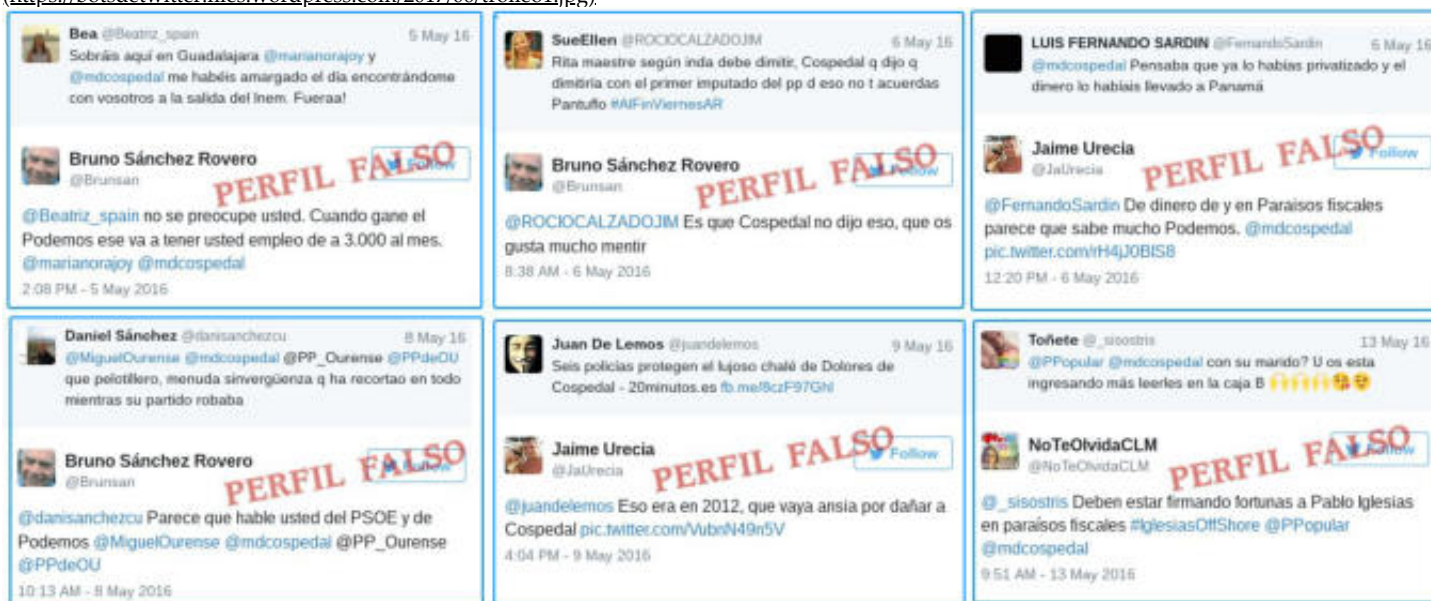 (https://botsdetwitter.files.wordpress.com/2017/06/troneo1.jpg)
Bea @Beatriz_spain 5 May 16
Sobráis aquí en Guadalajara @marianorajoy y
@mdcospedal me habéis amargado el día encontrándome
con vosotros a la salida del Inem. Fueraa!
Bruno Sánchez Rovero
@Brunsan
Follow
PERFIL FALSO
@Beatriz_spain no se preocupe usted. Cuando gane el
Podemos ese va a tener usted empleo de a 3.000 al mes.
@marianorajoy @mdcospedal
2:08 PM - 5 May 2016
SueEllen @ROCIOCALZADOJIM 6 May 16
Rita maestre según inda debe dimitir, Cospedal q dijo q
dimitiría con el primer imputado del pp d eso no t acuerdas
Pantuflo #AlFinViernesAR
Bruno Sánchez Rovero
@Brunsan
Follow
PERFIL FALSO
@ROCIOCALZADOJIM Es que Cospedal no dijo eso, que os
gusta mucho mentir
8:38 AM - 6 May 2016
LUIS FERNANDO SARDIN @FernandoSardin 6 May 16
@mdcospedal Pensaba que ya lo habías privatizado y el
dinero lo habíais llevado a Panamá
Jaime Urecia
@JaUrecia
Follow
PERFIL FALSO
@FernandoSardin De dinero de y en Paraisos fiscales
parece que sabe mucho Podemos. @mdcospedal
pic.twitter.com/rH4jJ0BIS8
12:20 PM - 6 May 2016
Daniel Sánchez @danisanchezcu 8 May 16
@MiguelOurense @mdcospedal @PP_Ourense @PPdeOU
que pelotillero, menuda sinvergüenza q ha recortao en todo
mientras su partido robaba
Bruno Sánchez Rovero
@Brunsan
Follow
PERFIL FALSO
@danisanchezcu Parece que hable usted del PSOE y de
Podemos @MiguelOurense @mdcospedal @PP_Ourense
@PPdeOU
10:13 AM - 8 May 2016
Juan De Lemos @juandelemos 9 May 16
Seis policías protegen el lujoso chalé de Dolores de
Cospedal - 20minutos.es fb.me/8czF97Ghl
Jaime Urecia
@JaUrecia
Follow
PERFIL FALSO
@juandelemos Eso era en 2012, que vaya ansia por dañar a
Cospedal pic.twitter.com/VubnN49n5V
4:04 PM - 9 May 2016
Toñete @_sisostris 13 May 16
@PPopular @mdcospedal con su marido? U os esta
ingresando más leerles en la caja B
NoTeOlvidaCLM
@NoTeOlvidaCLM
Follow
PERFIL FALSO
@_sisostris Deben estar firmando fortunas a Pablo Iglesias
en paraísos fiscales #IglesiasOffShore @PPopular
@mdcospedal
9:51 AM - 13 May 2016